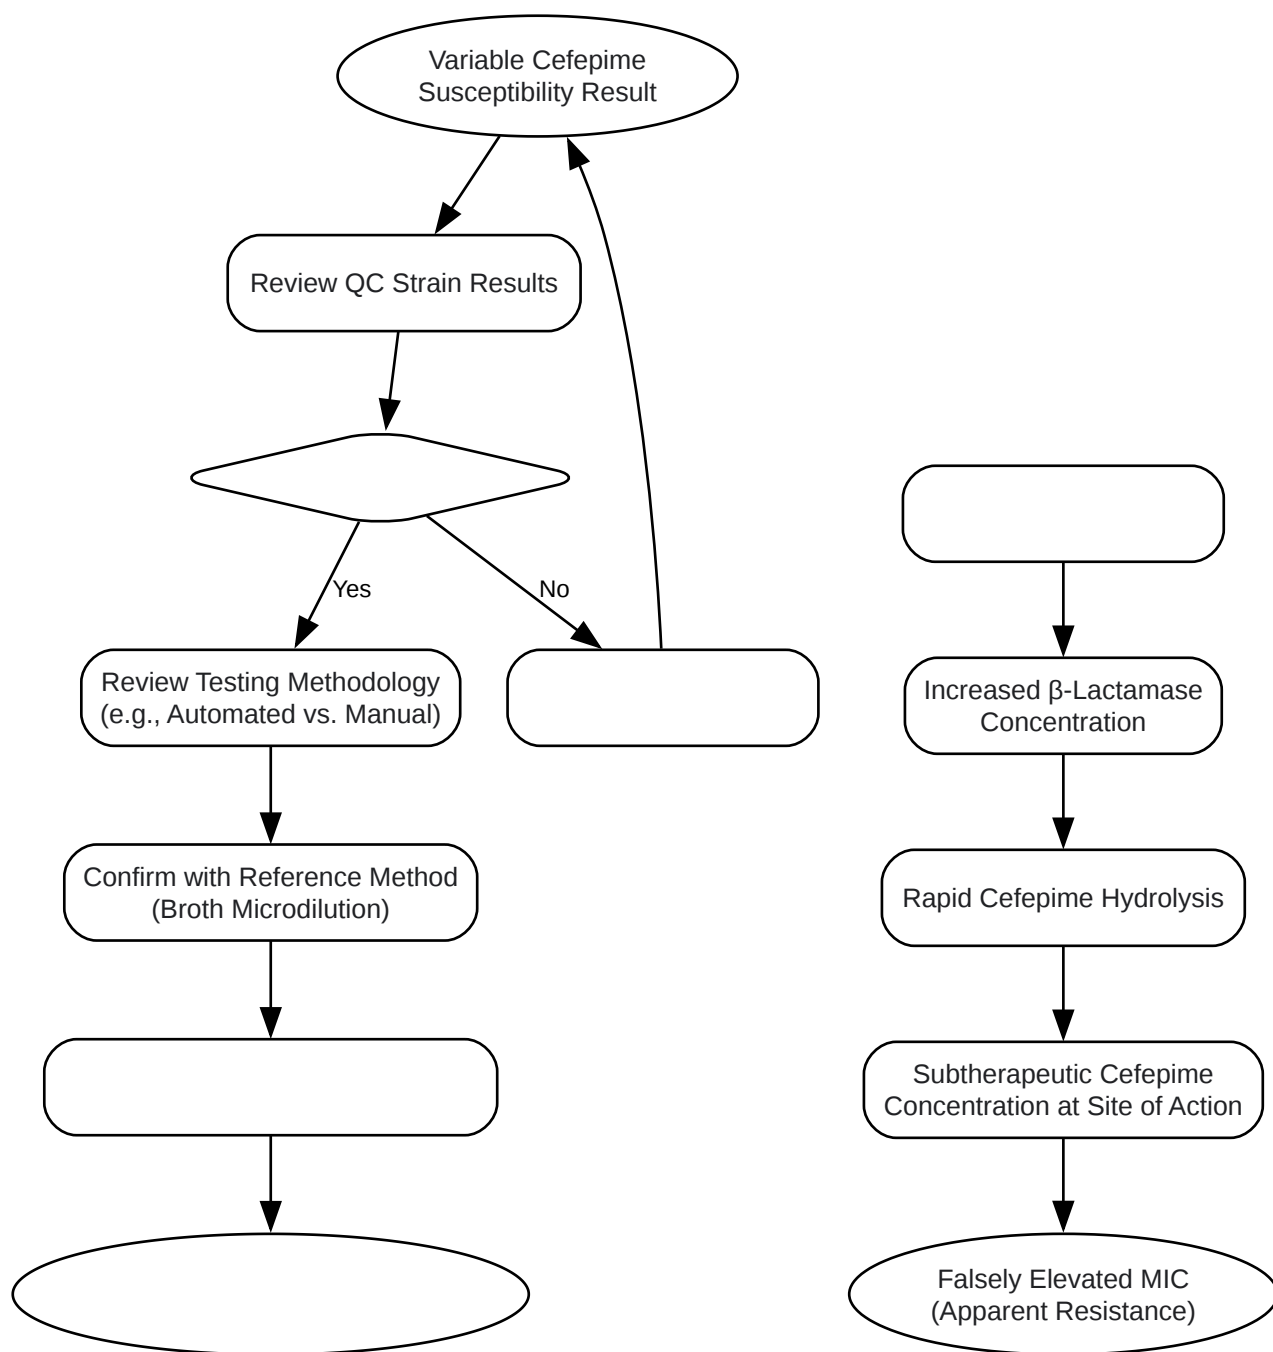 Variable Cefepime
Susceptibility Result
Review QC Strain Results
Yes
No
Review Testing Methodology
(e.g., Automated vs. Manual)
Confirm with Reference Method
(Broth Microdilution)
Increased β-Lactamase
Concentration
Rapid Cefepime Hydrolysis
Subtherapeutic Cefepime
Concentration at Site of Action
Falsely Elevated MIC
(Apparent Resistance)